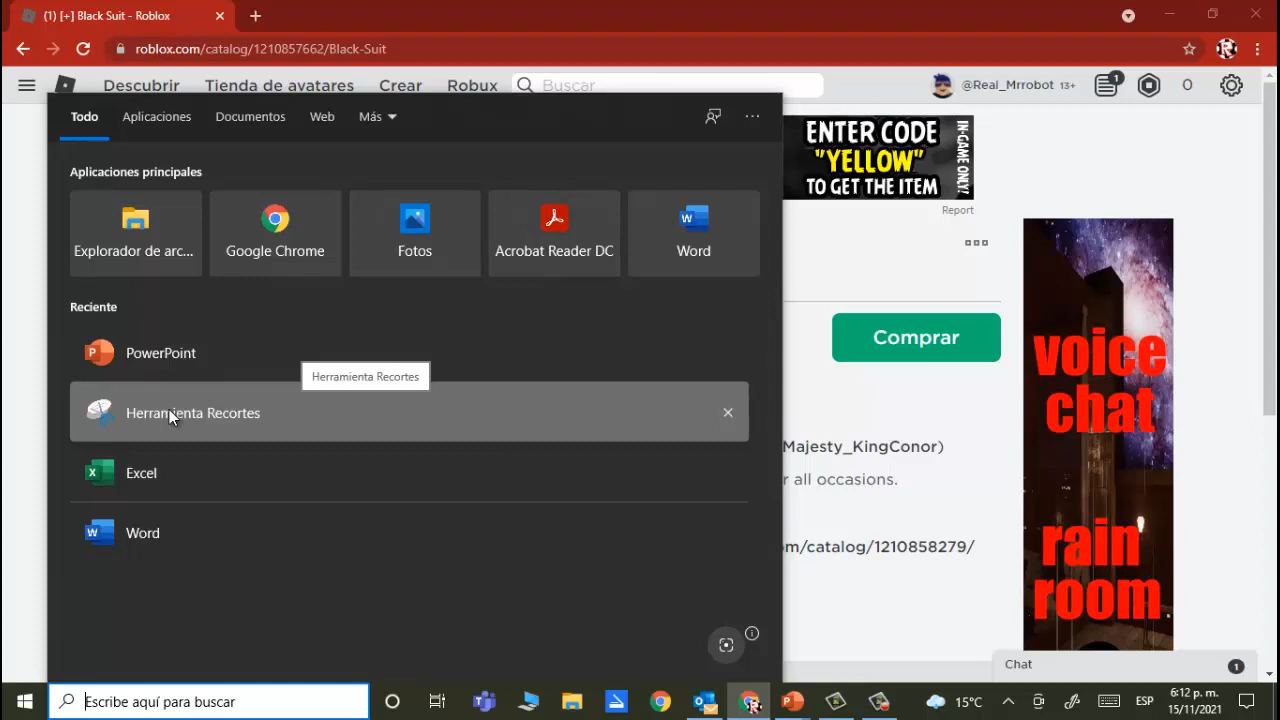 (1) [+] Black Suit - Roblox
roblox.com/catalog/1210857662/Black-Suit
Descubrir
Tienda de avatares
Crear
Robux
Buscar
@Real_Mrrobot 13+
1
0
Todo
Aplicaciones
Documentos
Web
Más
Aplicaciones principales
Explorador de arc...
Google Chrome
Fotos
Acrobat Reader DC
Word
Reciente
PowerPoint
Herramienta Recortes
Herramienta Recortes
Excel
Word
ENTER CODE
"YELLOW"
TO GET THE ITEM
IN-GAME ONLY!
Report
Comprar
Majesty_KingConor)
r all occasions.
om/catalog/1210858279/
voice
chat
rain
room
Chat
1
Escribe aquí para buscar
15°C
ESP
6:12 p. m.
15/11/2021